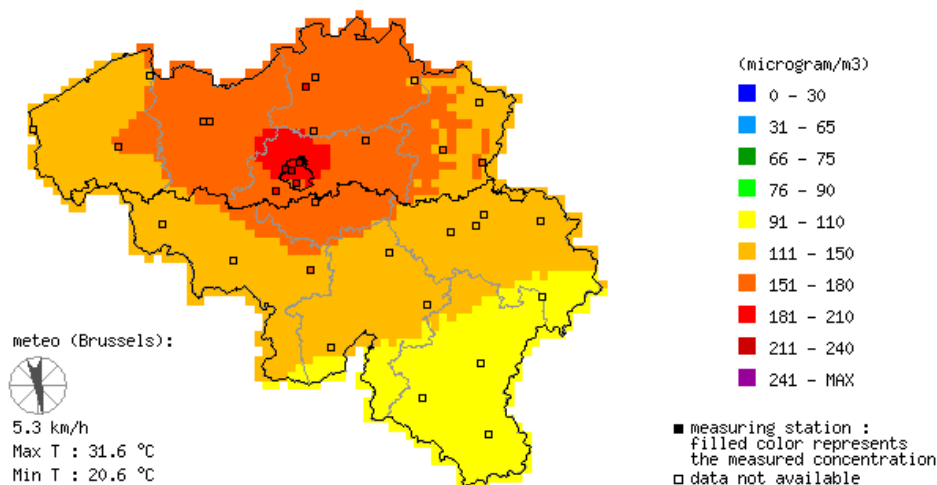 (microgram/m3)
0 - 30
31 - 65
66 - 75
76 - 90
91 - 110
111 - 150
151 - 180
181 - 210
211 - 240
241 - MAX
meteo (Brussels):
5.3 km/h
Max T : 31.6 °C
Min T : 20.6 °C
measuring station :
filled color represents
the measured concentration
data not available